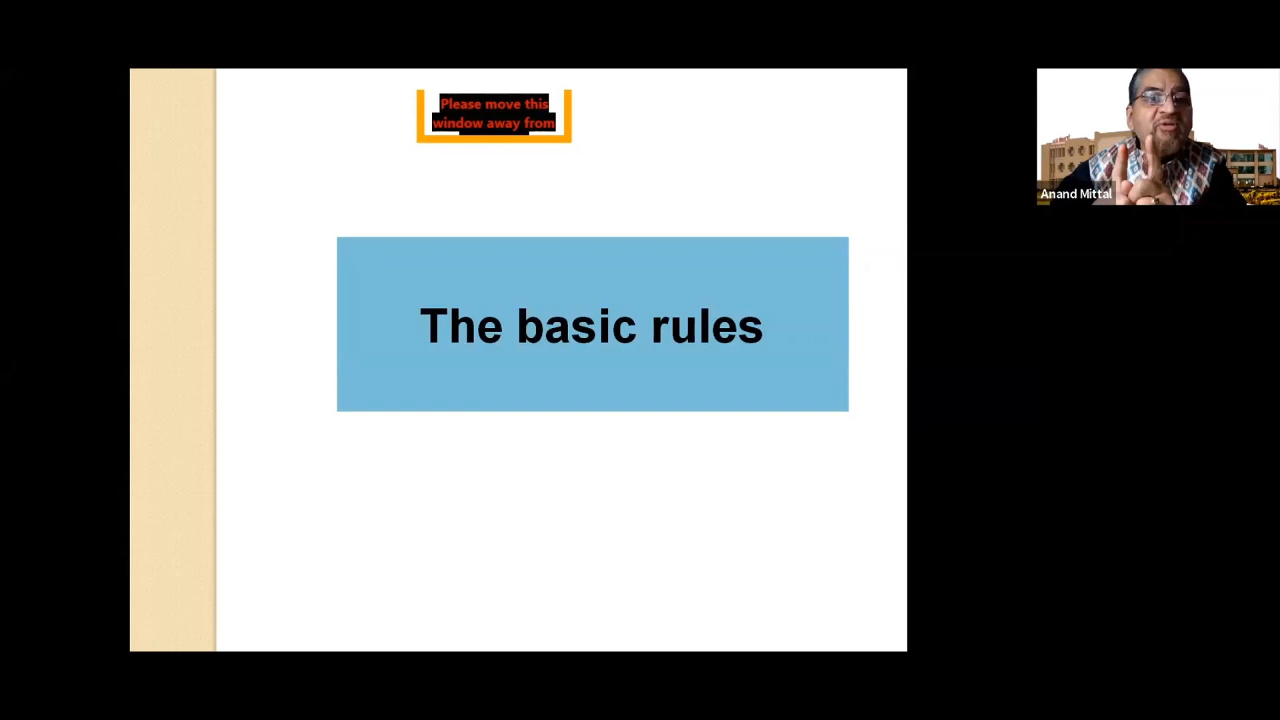 Please move this
window away from
The basic rules
Anand Mittal